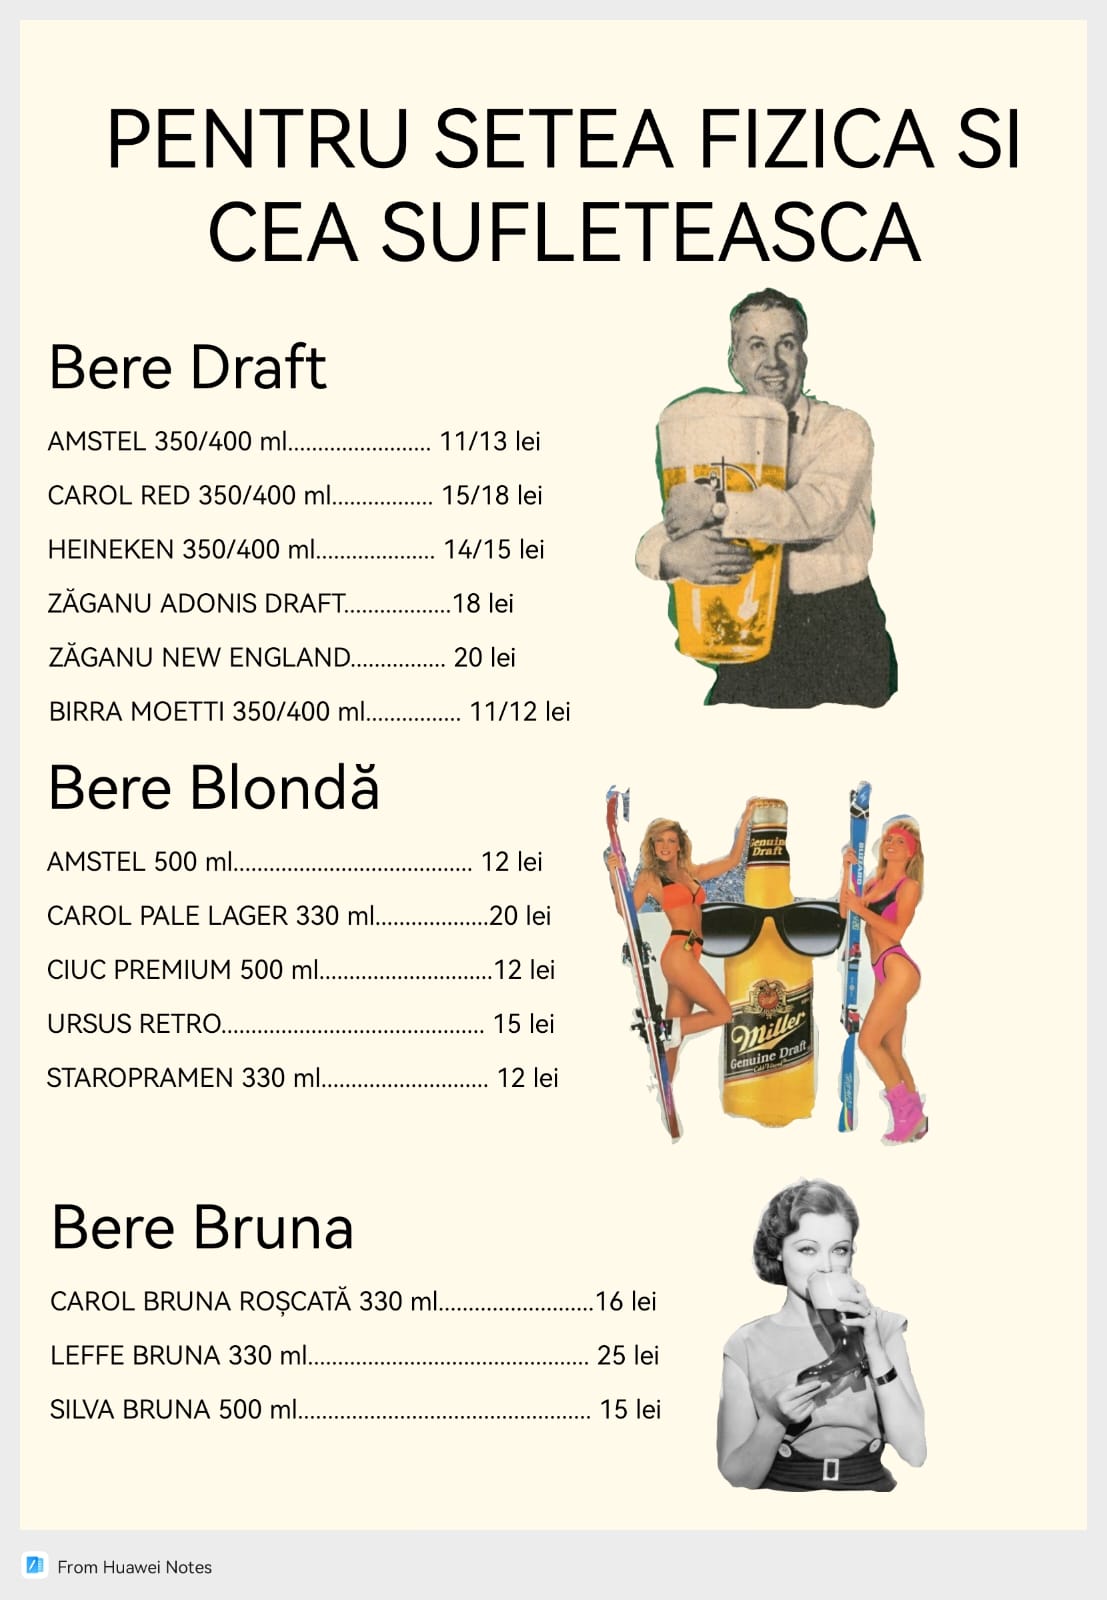 PENTRU SETEA FIZICA SI
CEA SUFLETEASCA
Bere Draft
AMSTEL 350/400 ml........................ 11/13 lei
CAROL RED 350/400 ml................. 15/18 lei
HEINEKEN 350/400 ml.................... 14/15 lei
ZĂGANU ADONIS DRAFT..................18 lei
ZĂGANU NEW ENGLAND................ 20 lei
BIRRA MOETTI 350/400 ml................ 11/12 lei
Bere Blondă
AMSTEL 500 ml........................................ 12 lei
CAROL PALE LAGER 330 ml...................20 lei
CIUC PREMIUM 500 ml.............................12 lei
URSUS RETRO............................................ 15 lei
STAROPRAMEN 330 ml............................ 12 lei
Genuine
Draft
BLIZZARD
Miller
Genuine Draft
Bere Bruna
CAROL BRUNA ROȘCATĂ 330 ml..........................16 lei
LEFFE BRUNA 330 ml............................................... 25 lei
SILVA BRUNA 500 ml................................................. 15 lei
From Huawei Notes